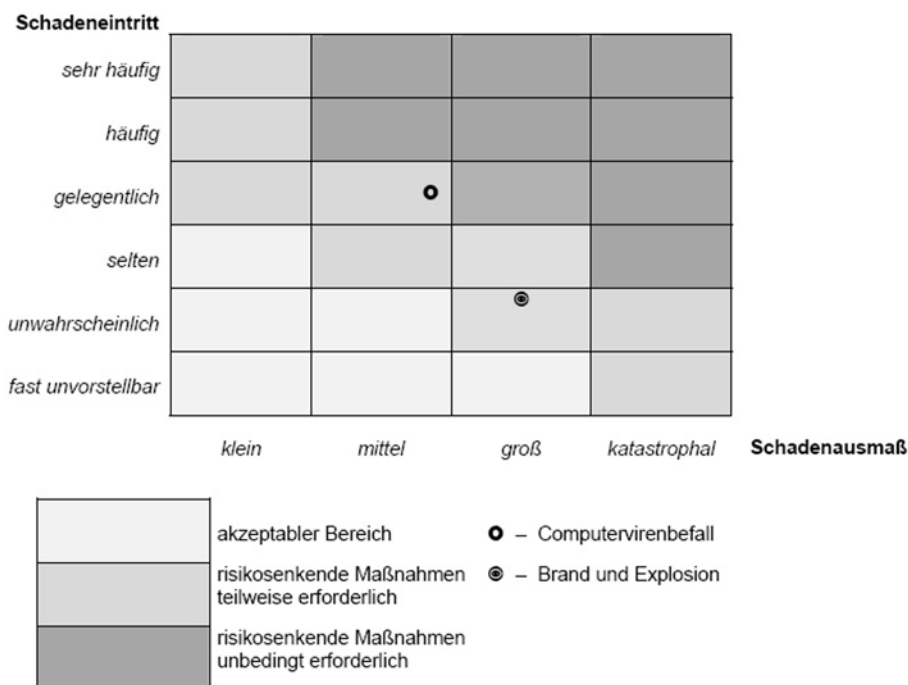 Schadeneintritt
sehr häufig
häufig
gelegentlich
selten
unwahrscheinlich
fast unvorstellbar
klein mittel groß katastrophal Schadenausmaß
akzeptabler Bereich
risikosenkende Maßnahmen
teilweise erforderlich
risikosenkende Maßnahmen
unbedingt erforderlich
– Computervirenbefall
– Brand und Explosion